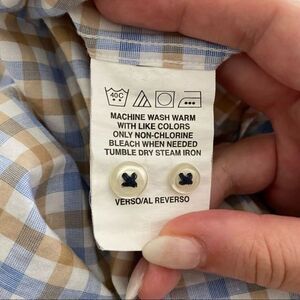 40C
MACHINE WASH WARM
WITH LIKE COLORS
ONLY NON-CHLORINE
BLEACH WHEN NEEDED
TUMBLE DRY STEAM IRON
VERSO/AL REVERSO